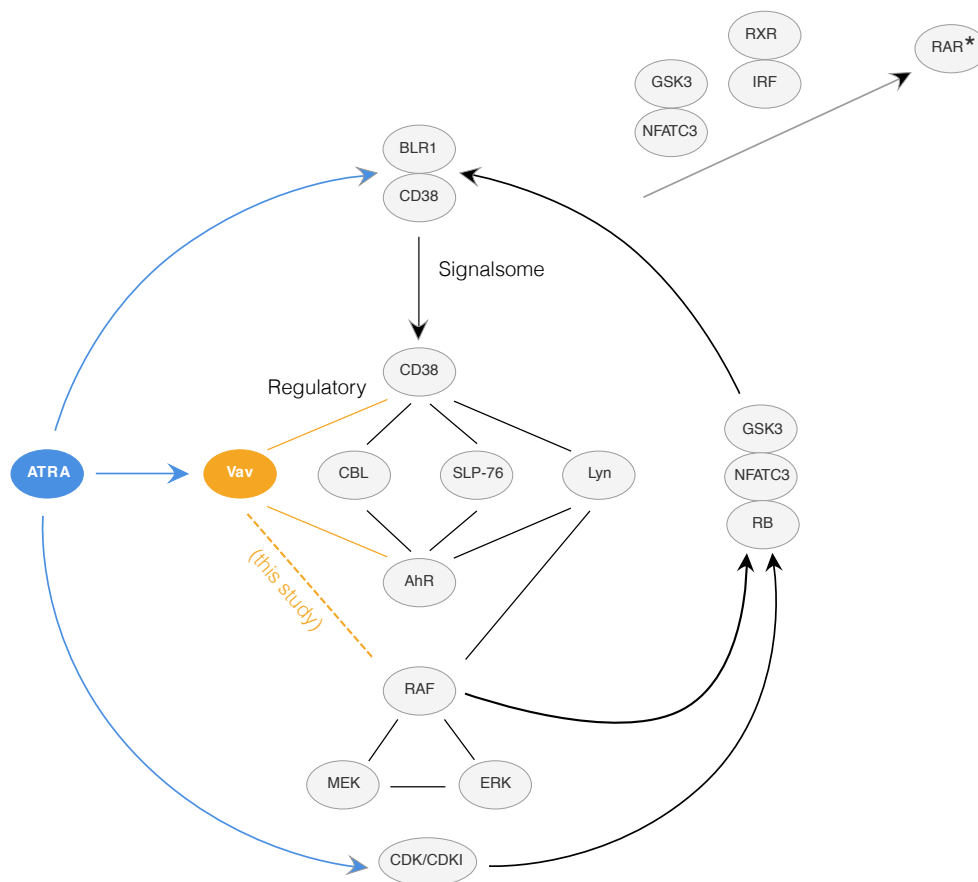 RXR
RAR*
GSK3
IRF
NFATC3
BLR1
CD38
Signalsome
CD38
Regulatory
GSK3
ATRA
Vav
CBL
SLP-76
Lyn
NFATC3
RB
(this study)
AhR
RAF
MEK
ERK
CDK/CDKI